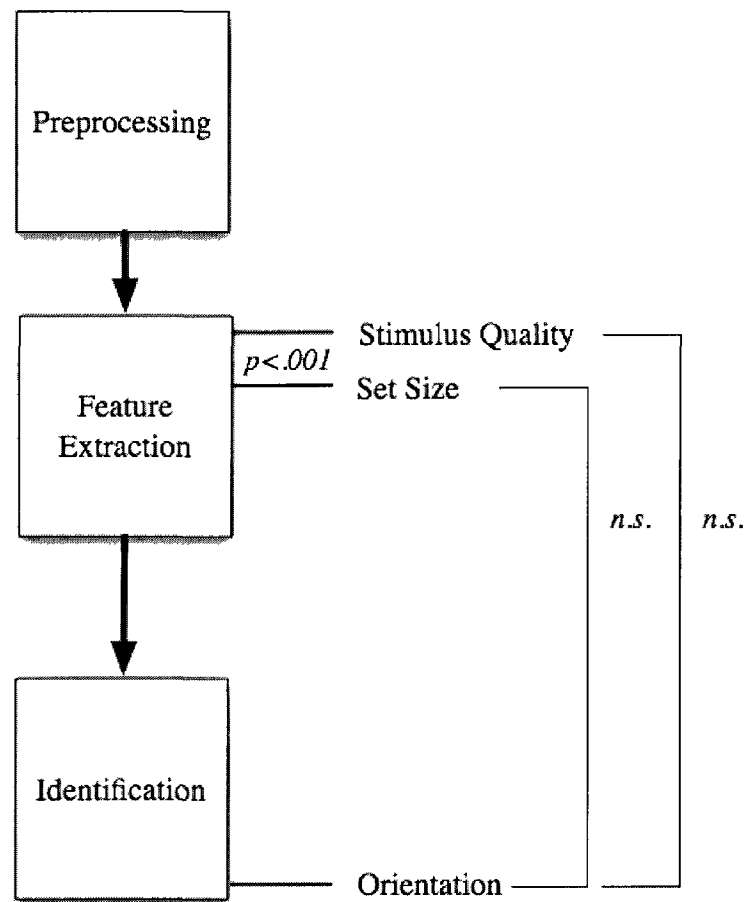 Preprocessing
Stimulus Quality
p<.001
Set Size
Feature
Extraction
n.s.
n.s.
Identification
Orientation